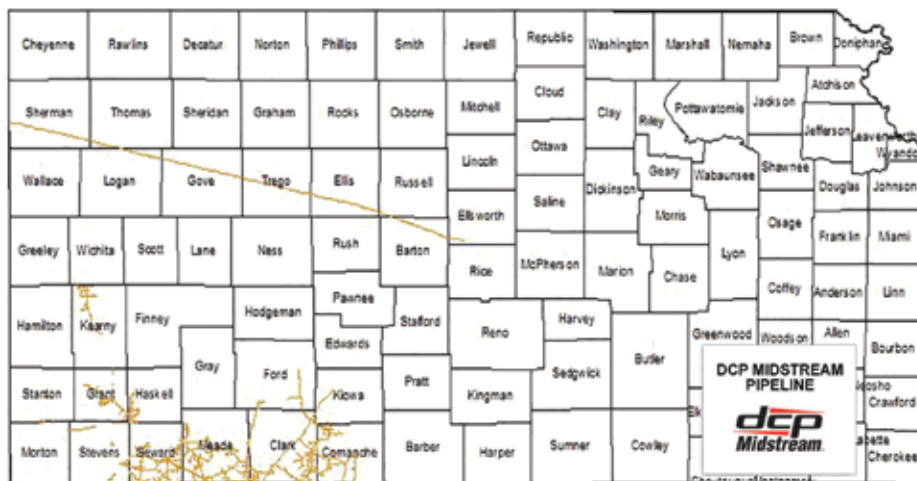 Cheyenne Rawlins Decatur Norton Phillips Smith Jewell Republic Washington Marshall Nemaha Brown Doniphan
Atchison
Sherman Thomas Sheridan Graham Rooks Osborne Mitchell Cloud Clay Riley Pottawatomie Jackson
Jefferson Leavenworth
Wyando
Wallace Logan Gove Trego Ellis Russell Lincoln Ottawa Dickinson Geary Wabaunsee Shawnee Douglas Johnson
Ellsworth Saline Morris
Greeley Wichita Scott Lane Ness Rush Barton Rice McPherson Marion Chase Lyon Osage Franklin Miami
Hamilton Kearny Finney Hodgeman Pawnee Stafford Reno Harvey Coffey Anderson Linn
Edwards Butler Greenwood Woodson Allen Bourbon
Stanton Grant Haskell Gray Ford Kiowa Pratt Kingman Sedgwick Crawford
Morton Stevens Seward Meade Clark Comanche Barber Harper Sumner Cowley Cherokee
DCP MIDSTREAM
PIPELINE
dcp
Midstream